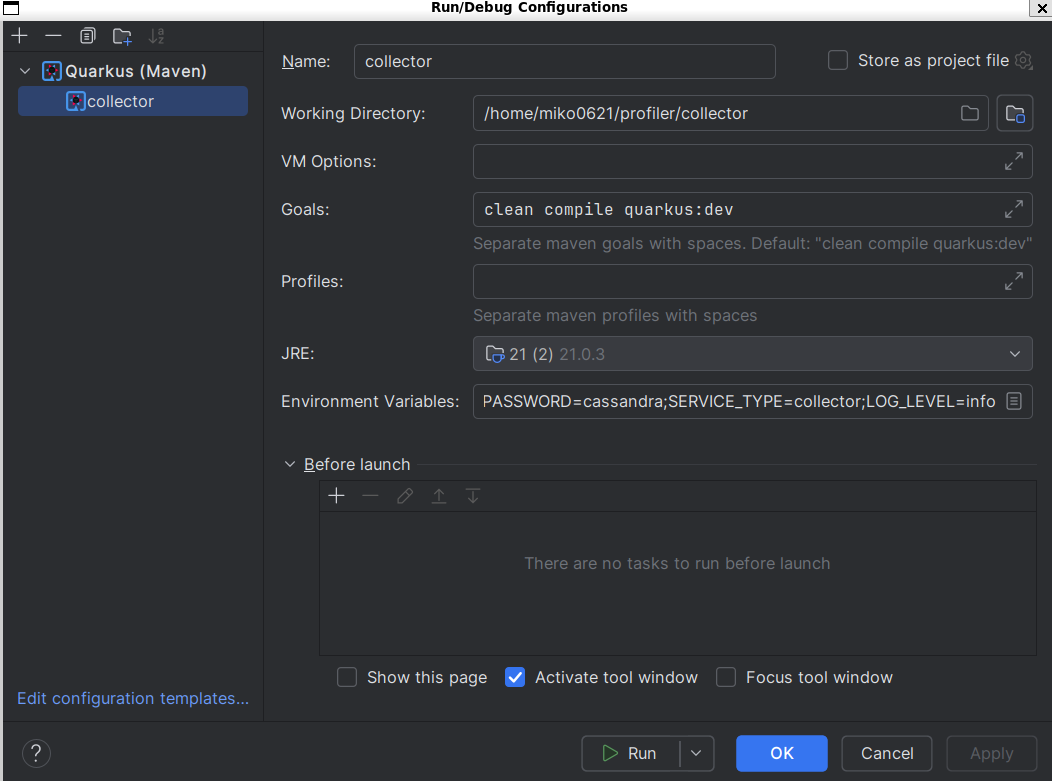 Run/Debug Configurations
Quarkus (Maven)
collector
Name: collector Store as project file
Working Directory: /home/miko0621/profiler/collector
VM Options:
Goals: clean compile quarkus:dev
Separate maven goals with spaces. Default: "clean compile quarkus:dev"
Profiles:
Separate maven profiles with spaces
JRE: 21 (2) 21.0.3
Environment Variables: PASSWORD=cassandra;SERVICE_TYPE=collector;LOG_LEVEL=info
Before launch
There are no tasks to run before launch
Show this page Activate tool window Focus tool window
Edit configuration templates...
? Run OK Cancel Apply